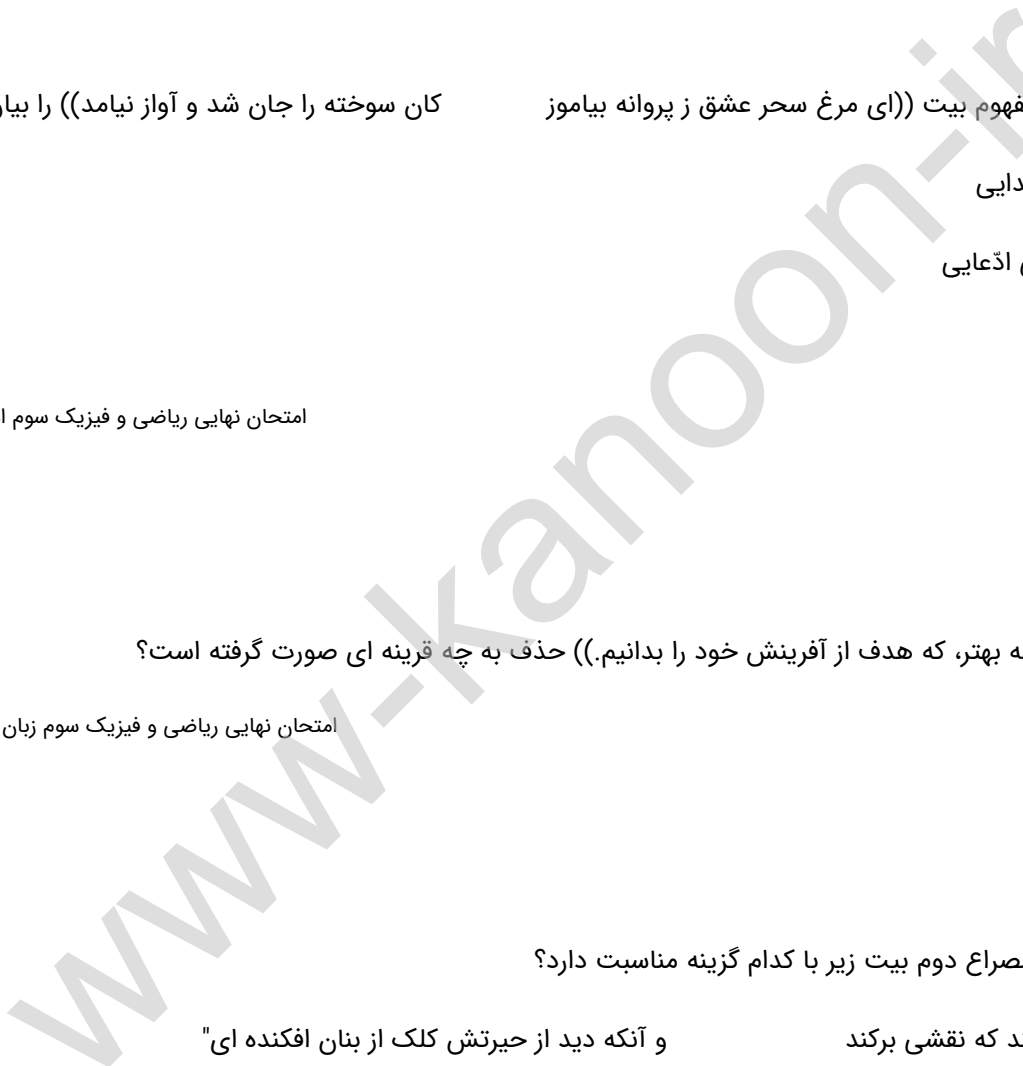 مفهوم بیت ((ای مرغ سحر عشق ز پروانه بیاموز کان سوخته را جان شد و آواز نیامد)) را
ادّعایی
امتحان نهایی ریاضی و فیزیک سوم
بهتر، که هدف از آفرینش خود را بدانیم.)) حذف به چه قرینه ای صورت گرفته است؟
امتحان نهایی ریاضی و فیزیک سوم زبان
مصراع دوم بیت زیر با کدام گزینه مناسبت دارد؟
که نقشی برکند و آنکه دید از حیرتش کلک از بنان افکنده ای"
www-kanoon-ir